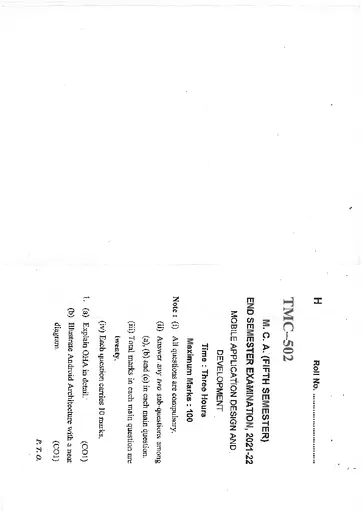 H
Roll No. ........................
TMC–502
M. C. A. (FIFTH SEMESTER)
END SEMESTER EXAMINATION, 2021-22
MOBILE APPLICATION DESIGN AND
DEVELOPMENT
Time : Three Hours
Maximum Marks : 100
Note : (i) All questions are compulsory.
(ii) Answer any two sub-questions among
(a), (b) and (c) in each main question.
(iii) Total marks in each main question are
twenty.
(iv) Each question carries 10 marks.
1. (a) Explain OHA in detail. (CO1)
(b) Illustrate Android Architecture with a neat
diagram (CO1)
P. T. O.